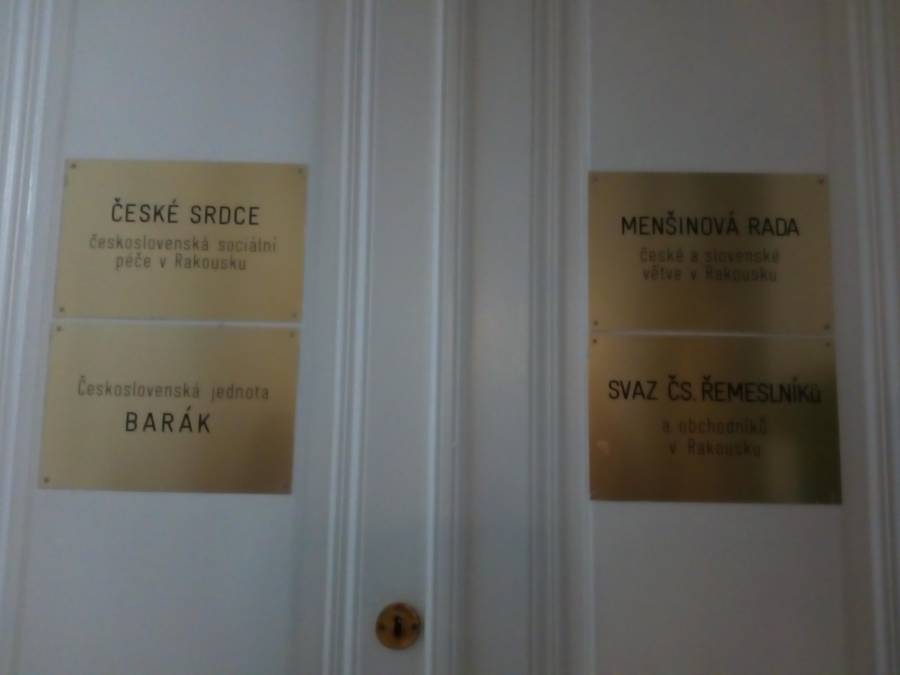 ČESKÉ SRDCE
československá sociální
péče v Rakousku
Československá jednota
BARÁK
MENŠINOVÁ RADA
české a slovenské
větve v Rakousku
SVAZ ČS. ŘEMESLNÍKŮ
a obchodníků
v Rakousku